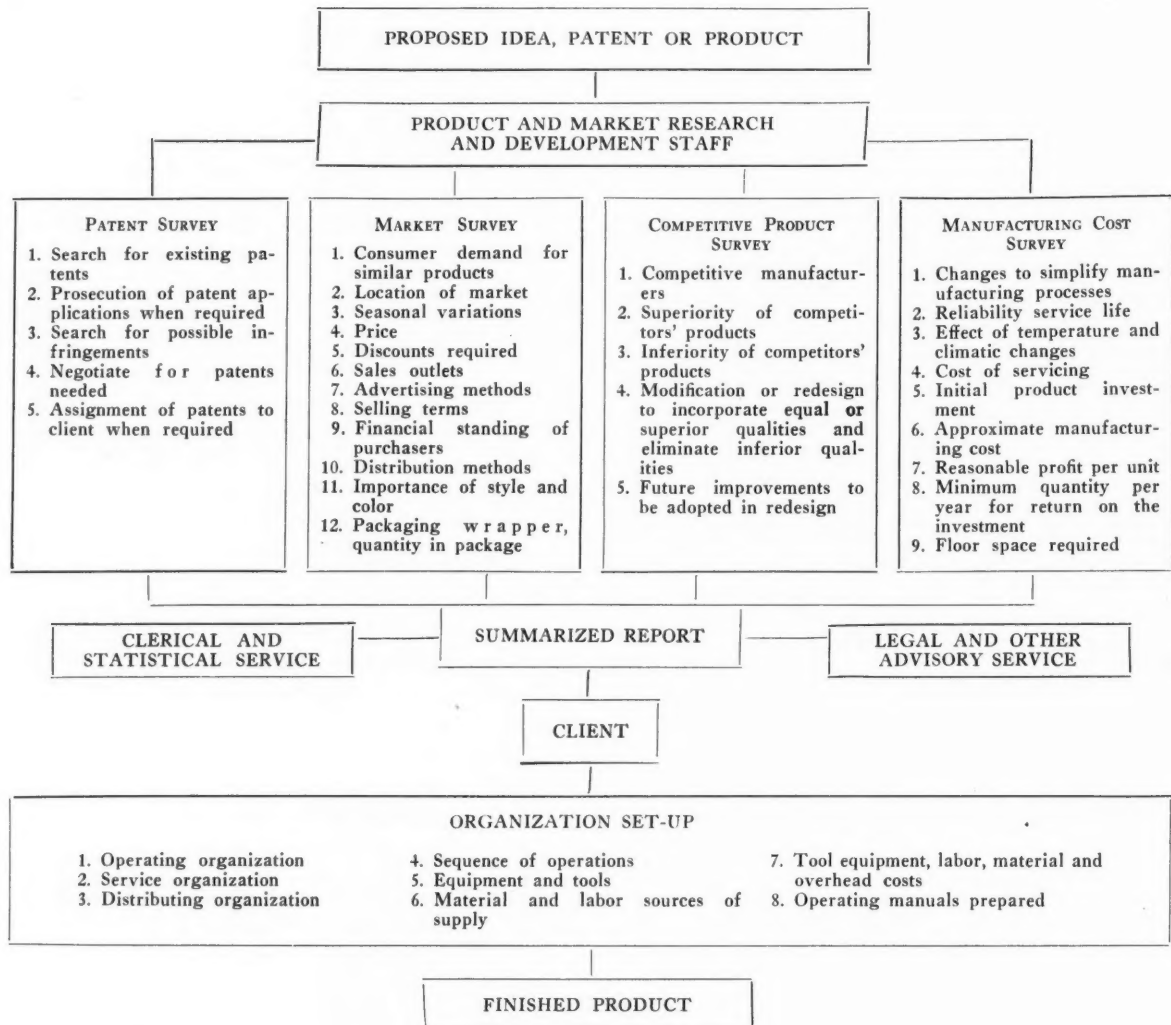 PROPOSED IDEA, PATENT OR PRODUCT
PRODUCT AND MARKET RESEARCH
AND DEVELOPMENT STAFF
PATENT SURVEY
1. Search for existing pa-
tents
2. Prosecution of patent ap-
plications when required
3. Search for possible in-
fringements
4. Negotiate for patents
needed
5. Assignment of patents to
client when required
MARKET SURVEY
1. Consumer demand for
similar products
2. Location of market
3. Seasonal variations
4. Price
5. Discounts required
6. Sales outlets
7. Advertising methods
8. Selling terms
9. Financial standing of
purchasers
10. Distribution methods
11. Importance of style and
color
12. Packaging wrapper,
quantity in package
COMPETITIVE PRODUCT
SURVEY
1. Competitive manufactur-
ers
2. Superiority of competi-
tors' products
3. Inferiority of competitors'
products
4. Modification or redesign
to incorporate equal or
superior qualities and
eliminate inferior qual-
ities
5. Future improvements to
be adopted in redesign
MANUFACTURING COST
SURVEY
1. Changes to simplify man-
ufacturing processes
2. Reliability service life
3. Effect of temperature and
climatic changes
4. Cost of servicing
5. Initial product invest-
ment
6. Approximate manufactur-
ing cost
7. Reasonable profit per unit
8. Minimum quantity per
year for return on the
investment
9. Floor space required
CLERICAL AND
STATISTICAL SERVICE
SUMMARIZED REPORT
LEGAL AND OTHER
ADVISORY SERVICE
CLIENT
ORGANIZATION SET-UP
1. Operating organization
2. Service organization
3. Distributing organization
4. Sequence of operations
5. Equipment and tools
6. Material and labor sources of
supply
7. Tool equipment, labor, material and
overhead costs
8. Operating manuals prepared
FINISHED PRODUCT